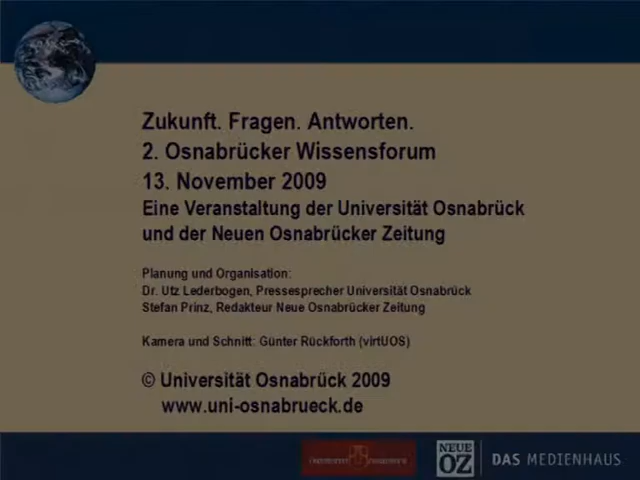 Zukunft. Fragen. Antworten.
2. Osnabrücker Wissensforum
13. November 2009
Eine Veranstaltung der Universität Osnabrück
und der Neuen Osnabrücker Zeitung
Planung und Organisation:
Dr. Utz Lederbogen, Pressesprecher Universität Osnabrück
Stefan Prinz, Redakteur Neue Osnabrücker Zeitung
Kamera und Schnitt: Günter Rückforth (virtUOS)
© Universität Osnabrück 2009
www.uni-osnabrueck.de
NEUE
OZ
DAS MEDIENHAUS